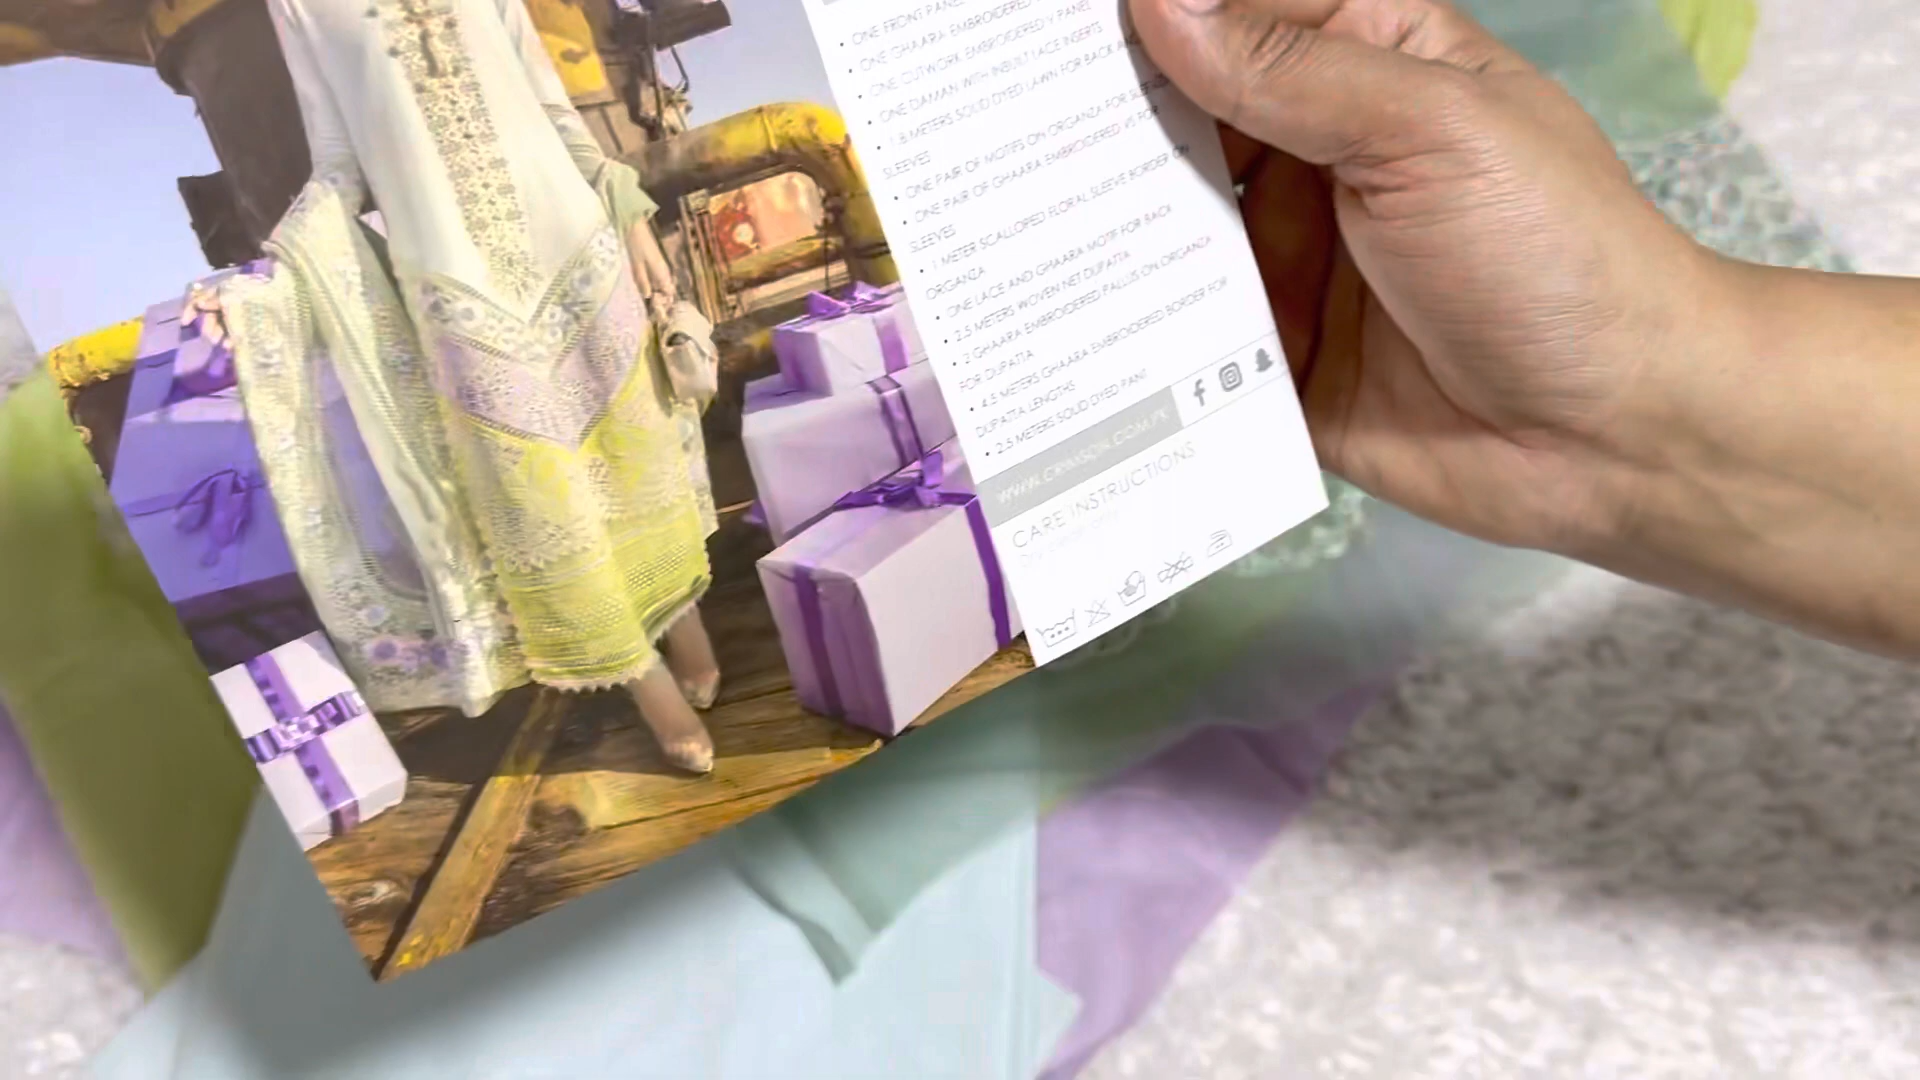 • ONE FRONT PANEL
• ONE GHAARA EMBROIDERED
• ONE CUTWORK EMBROIDERED Y PANEL
• ONE DAMAN WITH INBUILT LACE INSERTS
• 1.8 METERS SOLID DYED LAWN FOR BACK
SLEEVES
• ONE PAIR OF MOTIFS ON ORGANZA FOR SLEEVES
• ONE PAIR OF GHAARA EMBROIDERED VS FOR
SLEEVES
• 1 METER SCALLOPED FLORAL SLEEVE BORDER ON
ORGANZA
• ONE LACE AND GHAARA MOTIF FOR BACK
• 2.5 METERS WOVEN NET DUPATTA
• 2 GHAARA EMBROIDERED PALLUS ON ORGANZA
FOR DUPATTA
• 4.5 METERS GHAARA EMBROIDERED BORDER FOR
DUPATTA LENGTHS
• 2.5 METERS SOLID DYED PANT
WWW.CRIMSON.COM.PK
CARE INSTRUCTIONS
Dry clean only